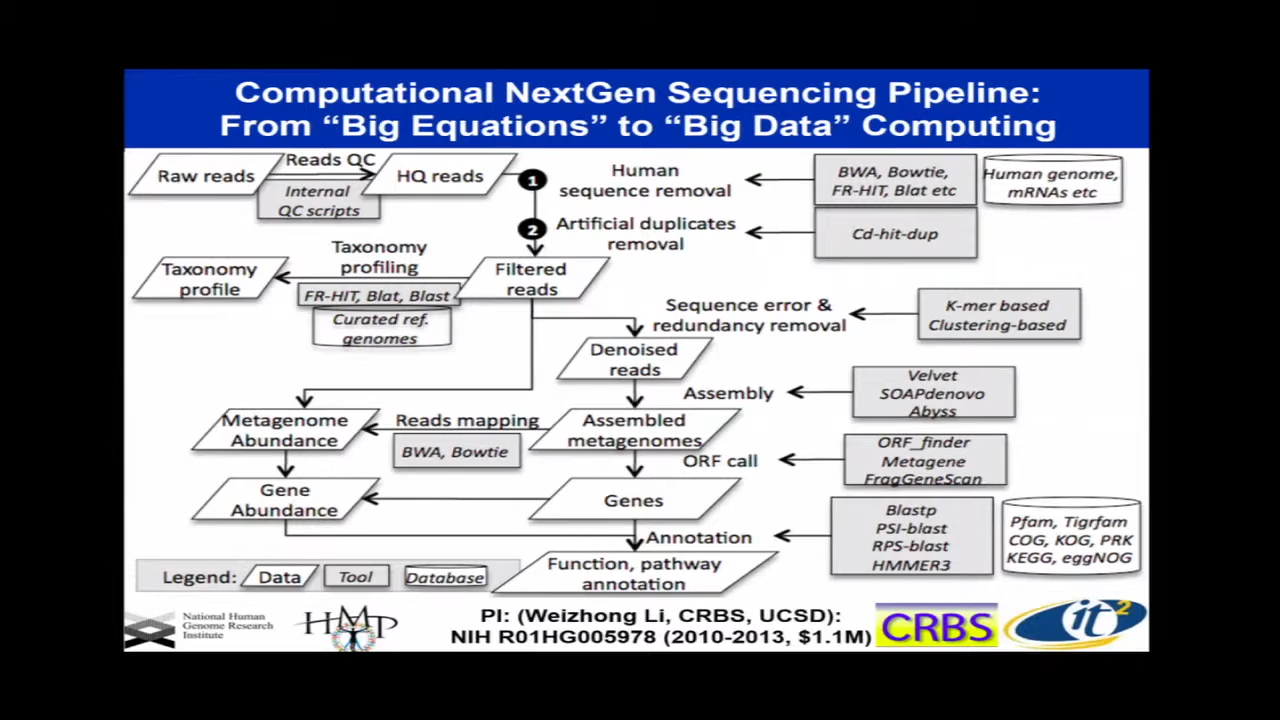 Computational NextGen Sequencing Pipeline:
From “Big Equations” to “Big Data” Computing
Raw reads
Reads QC
Internal
QC scripts
HQ reads
1
Human
sequence removal
BWA, Bowtie,
FR-HIT, Blat etc
Human genome,
mRNAs etc
2
Artificial duplicates
removal
Cd-hit-dup
Taxonomy
profile
Taxonomy
profiling
FR-HIT, Blat, Blast
Curated ref.
genomes
Filtered
reads
Sequence error &
redundancy removal
K-mer based
Clustering-based
Denoised
reads
Assembly
Velvet
SOAPdenovo
Abyss
Metagenome
Abundance
Reads mapping
BWA, Bowtie
Assembled
metagenomes
ORF call
ORF_finder
Metagene
FragGeneScan
Gene
Abundance
Genes
Annotation
Blastp
PSI-blast
RPS-blast
HMMER3
Pfam, Tigrfam
COG, KOG, PRK
KEGG, eggNOG
Function, pathway
annotation
Legend:
Data
Tool
Database
National Human
Genome Research
Institute
HMP
PI: (Weizhong Li, CRBS, UCSD):
NIH R01HG005978 (2010-2013, $1.1M)
CRBS
it2